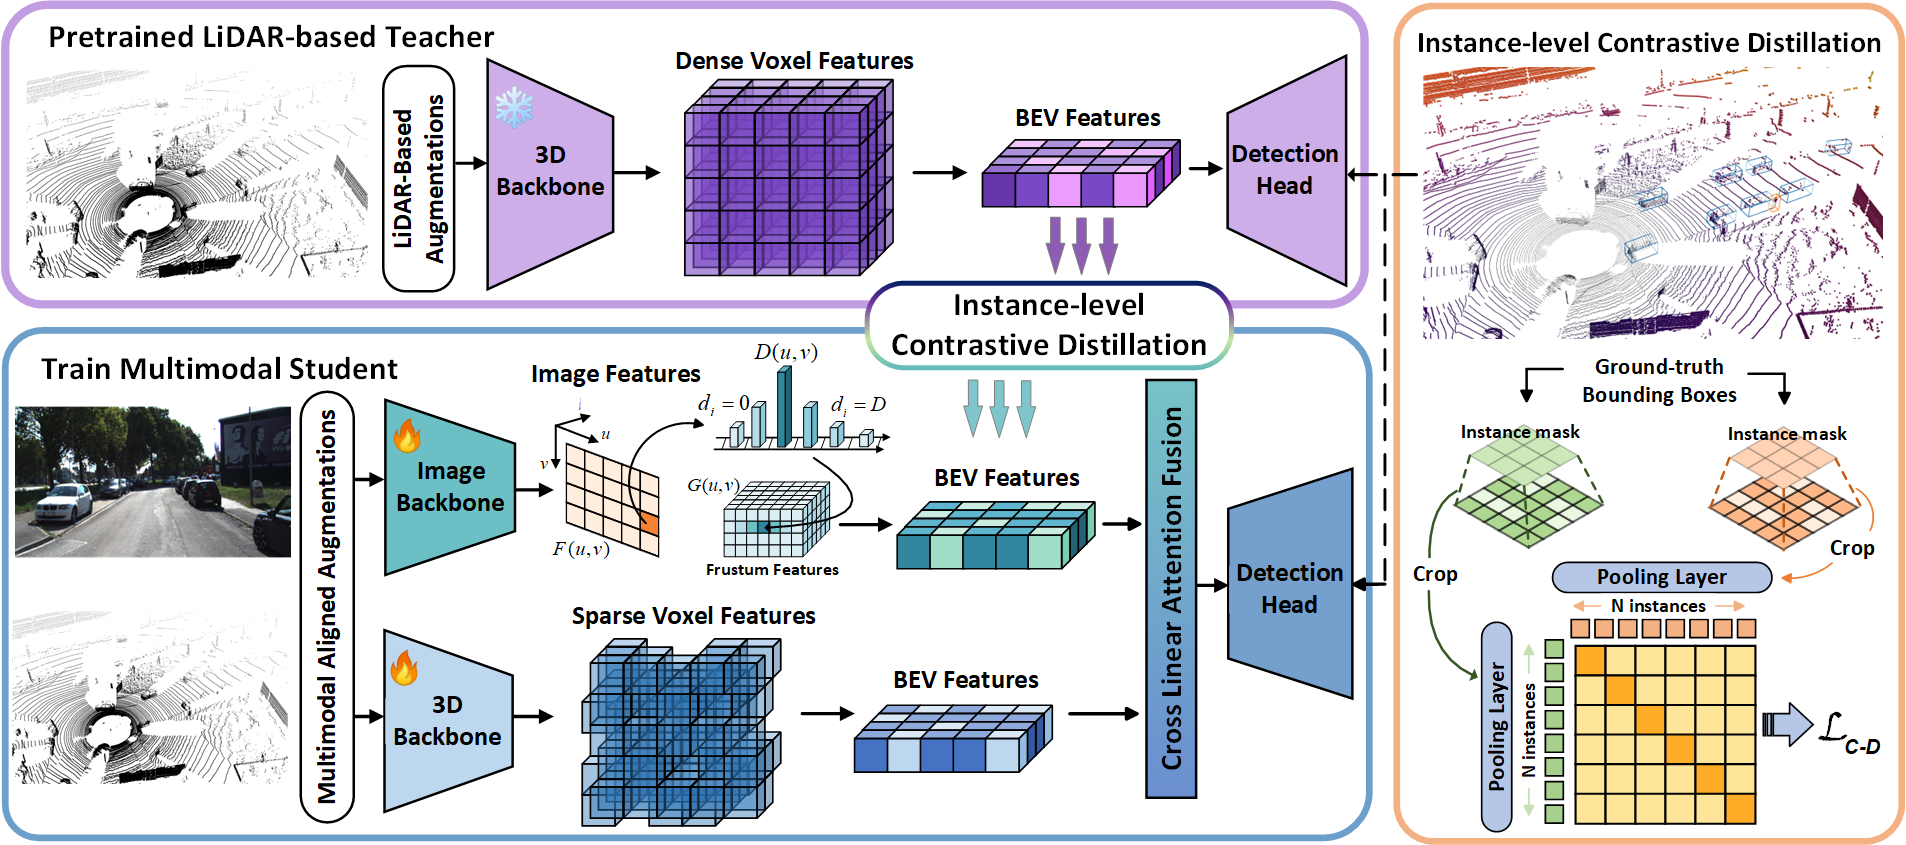 Pretrained LiDAR-based Teacher
LiDAR-Based
Augmentations
3D
Backbone
Dense Voxel Features
BEV Features
Detection
Head
Instance-level
Contrastive Distillation
Train Multimodal Student
Multimodal Aligned Augmentations
Image
Backbone
Image Features
u
v
F(u,v)
D(u,v)
d_i = 0
d_i = D
G(u,v)
Frustum Features
BEV Features
3D
Backbone
Sparse Voxel Features
BEV Features
Cross Linear Attention Fusion
Detection
Head
Instance-level Contrastive Distillation
Ground-truth
Bounding Boxes
Instance mask
Instance mask
Crop
Crop
Pooling Layer
N instances
Pooling Layer
N instances
ℒ_C-D